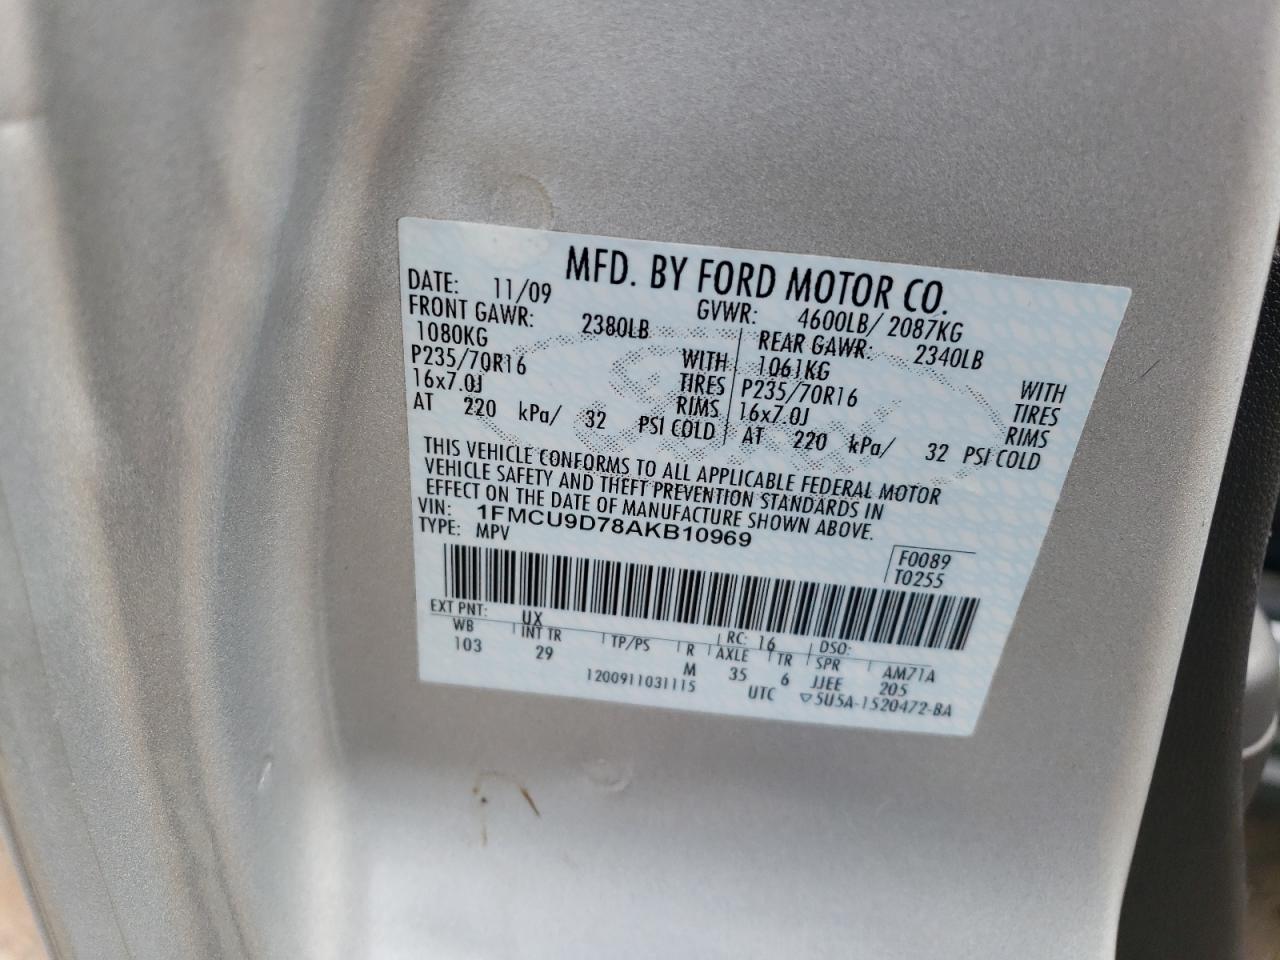 MFD. BY FORD MOTOR CO.
DATE: 11/09 GVWR: 4600LB/ 2087KG
FRONT GAWR: 2380LB REAR GAWR: 2340LB
1080KG WITH 1061KG WITH
P235/70R16 TIRES P235/70R16 TIRES
16x7.0J RIMS 16x7.0J RIMS
AT 220 kPa/ 32 PSI COLD AT 220 kPa/ 32 PSI COLD
THIS VEHICLE CONFORMS TO ALL APPLICABLE FEDERAL MOTOR
VEHICLE SAFETY AND THEFT PREVENTION STANDARDS IN
EFFECT ON THE DATE OF MANUFACTURE SHOWN ABOVE.
VIN: 1FMCU9D78AKB10969
TYPE: MPV
F0089
T0255
EXT PNT: UX RC: 16 DSO:
WB INT TR TP/PS R AXLE TR SPR AM71A
103 29 M 35 6 JJEE 205
1200911031115 UTC ▽5U5A-1520472-BA